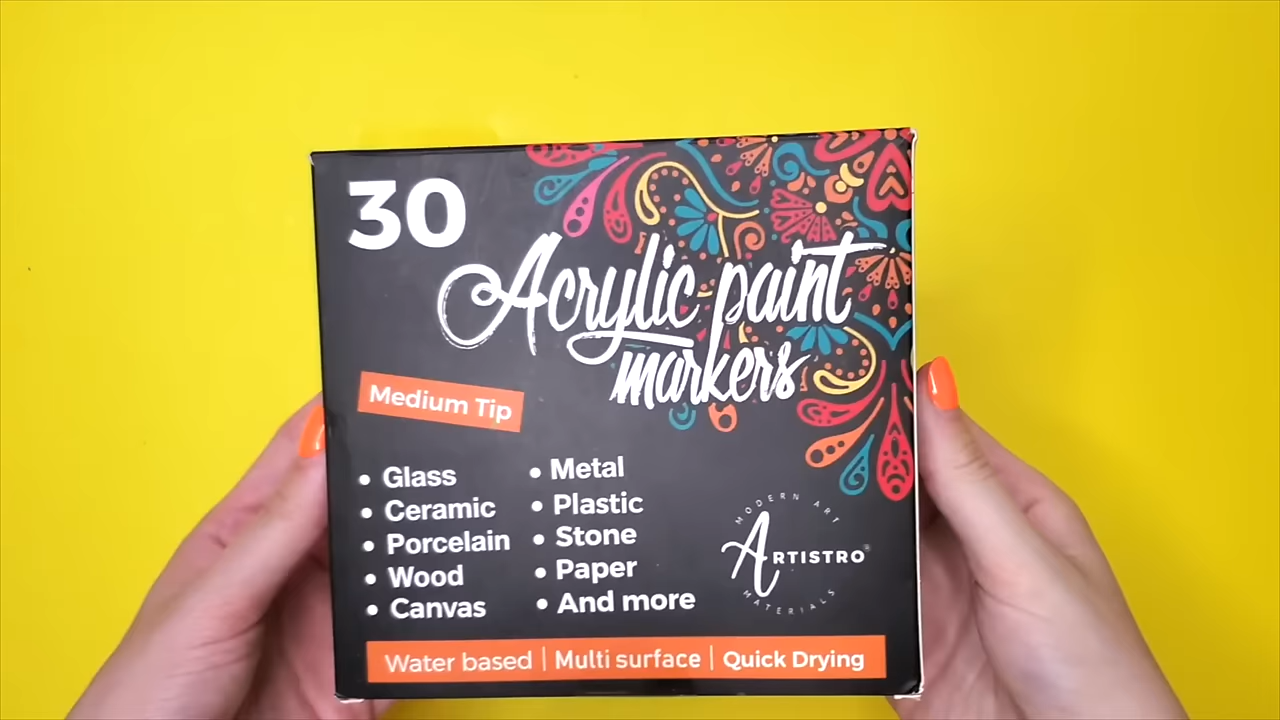 30
Acrylic paint
markers
Medium Tip
• Glass
• Ceramic
• Porcelain
• Wood
• Canvas
• Metal
• Plastic
• Stone
• Paper
• And more
MODERN ART
ARTISTRO®
MATERIALS
Water based | Multi surface | Quick Drying